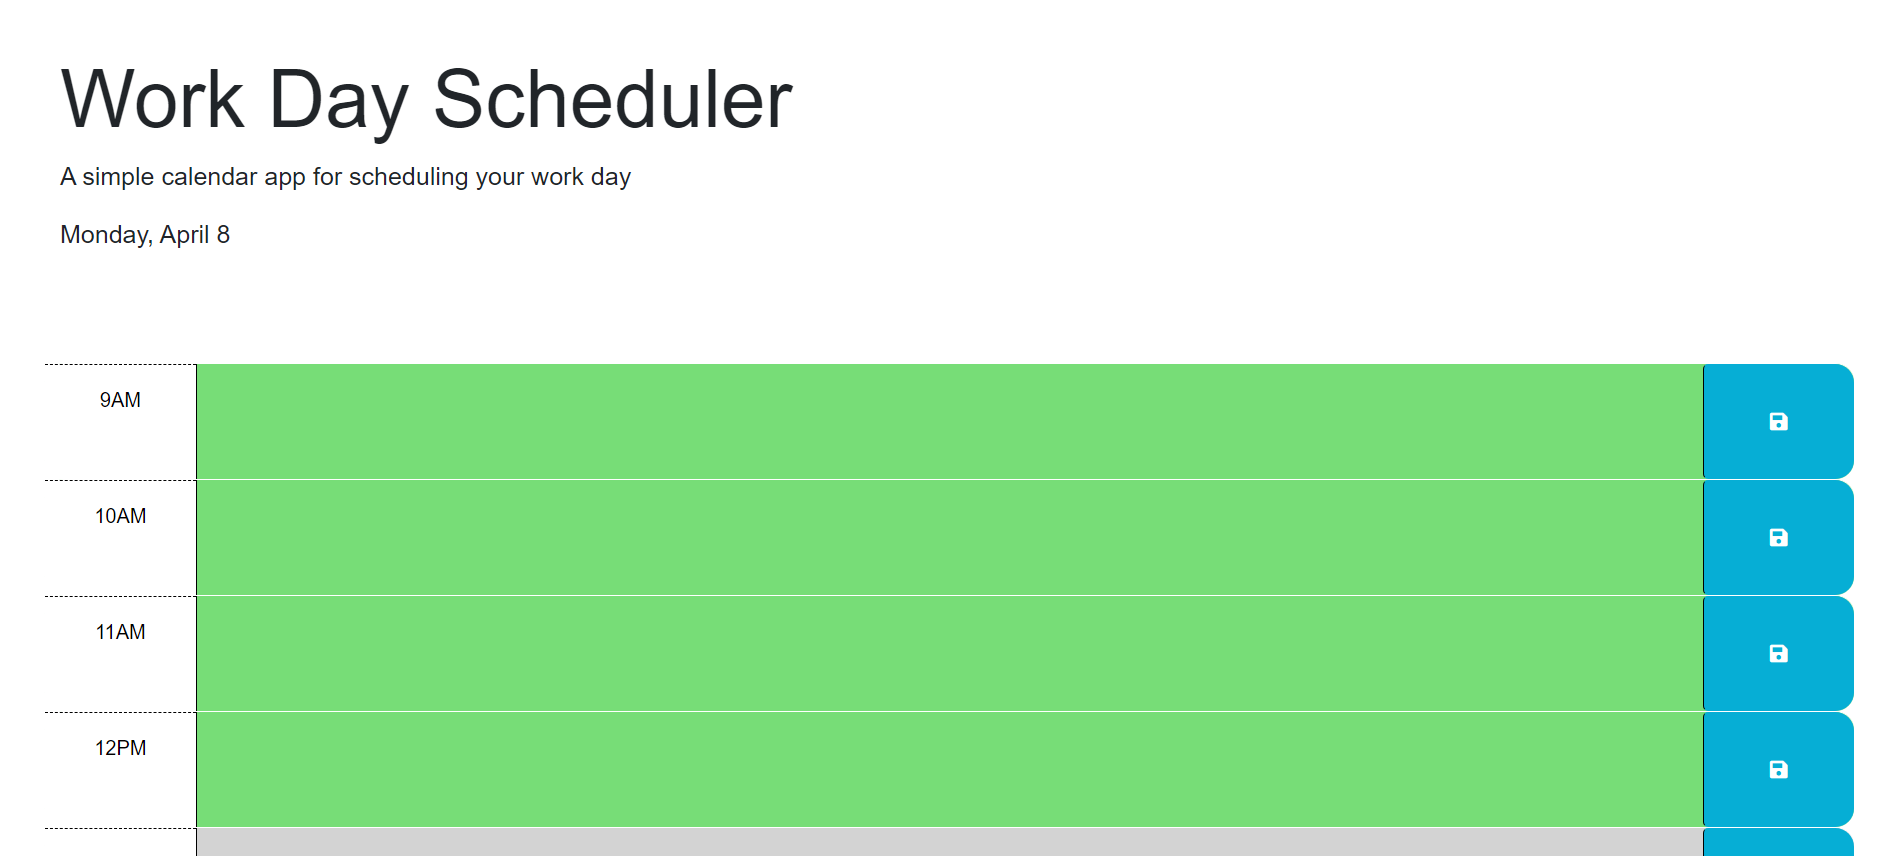 Work Day Scheduler
A simple calendar app for scheduling your work day
Monday, April 8
9AM
10AM
11AM
12PM